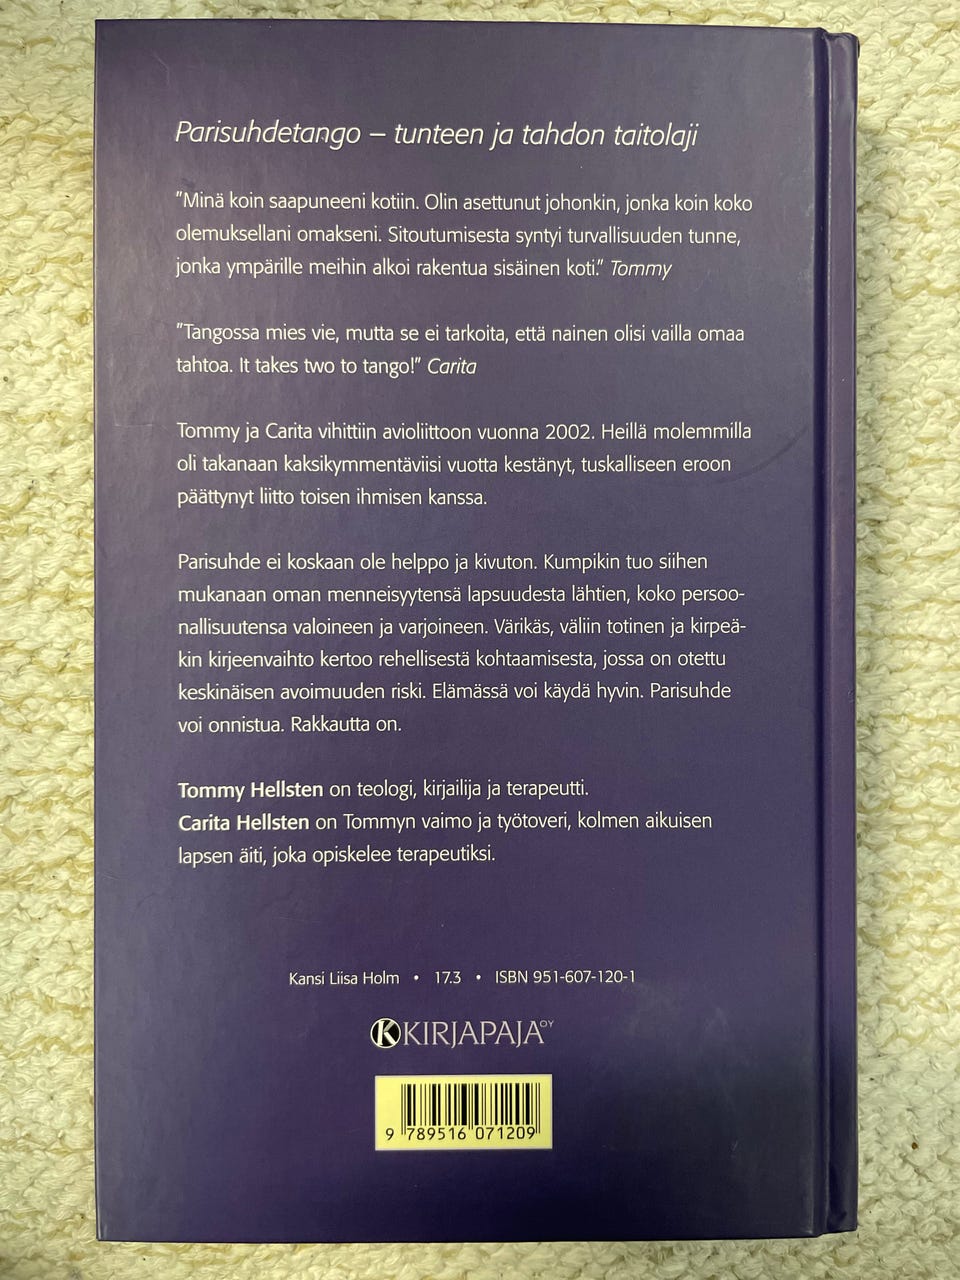 Parisuhdetango – tunteen ja tahdon taitolaji
”Minä koin saapuneeni kotiin. Olin asettunut johonkin, jonka koin koko
olemuksellani omakseni. Sitoutumisesta syntyi turvallisuuden tunne,
jonka ympärille meihin alkoi rakentua sisäinen koti.” Tommy
”Tangossa mies vie, mutta se ei tarkoita, että nainen olisi vailla omaa
tahtoa. It takes two to tango!” Carita
Tommy ja Carita vihittiin avioliittoon vuonna 2002. Heillä molemmilla
oli takanaan kaksikymmentäviisi vuotta kestänyt, tuskalliseen eroon
päättynyt liitto toisen ihmisen kanssa.
Parisuhde ei koskaan ole helppo ja kivuton. Kumpikin tuo siihen
mukanaan oman menneisyytensä lapsuudesta lähtien, koko persoo-
nallisuutensa valoineen ja varjoineen. Värikäs, väliin totinen ja kirpeä-
kin kirjeenvaihto kertoo rehellisestä kohtaamisesta, jossa on otettu
keskinäisen avoimuuden riski. Elämässä voi käydä hyvin. Parisuhde
voi onnistua. Rakkautta on.
Tommy Hellsten on teologi, kirjailija ja terapeutti.
Carita Hellsten on Tommyn vaimo ja työtoveri, kolmen aikuisen
lapsen äiti, joka opiskelee terapeutiksi.
Kansi Liisa Holm • 17.3 • ISBN 951-607-120-1
K KIRJAPAJA OY
9 789516 071209